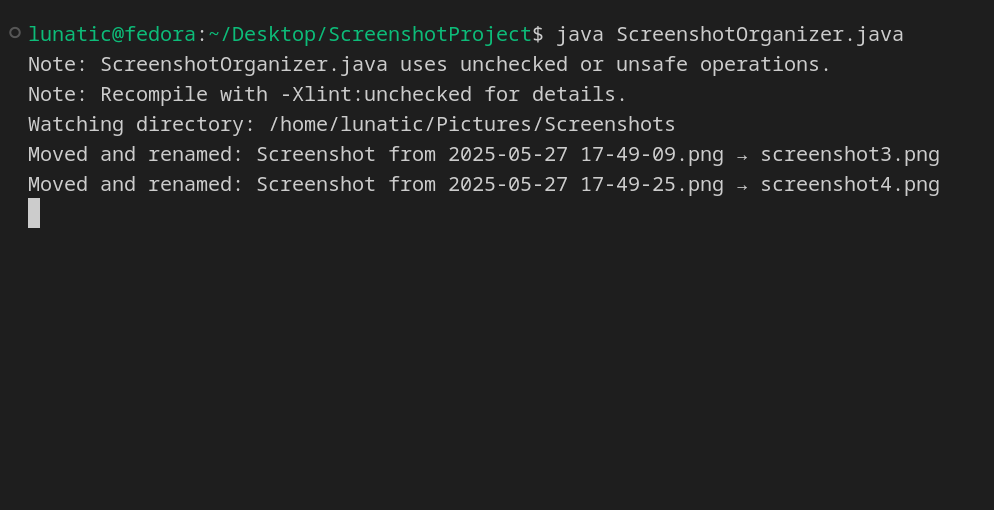 lunatic@fedora:~/Desktop/ScreenshotProject$ java ScreenshotOrganizer.java
Note: ScreenshotOrganizer.java uses unchecked or unsafe operations.
Note: Recompile with -Xlint:unchecked for details.
Watching directory: /home/lunatic/Pictures/Screenshots
Moved and renamed: Screenshot from 2025-05-27 17-49-09.png → screenshot3.png
Moved and renamed: Screenshot from 2025-05-27 17-49-25.png → screenshot4.png